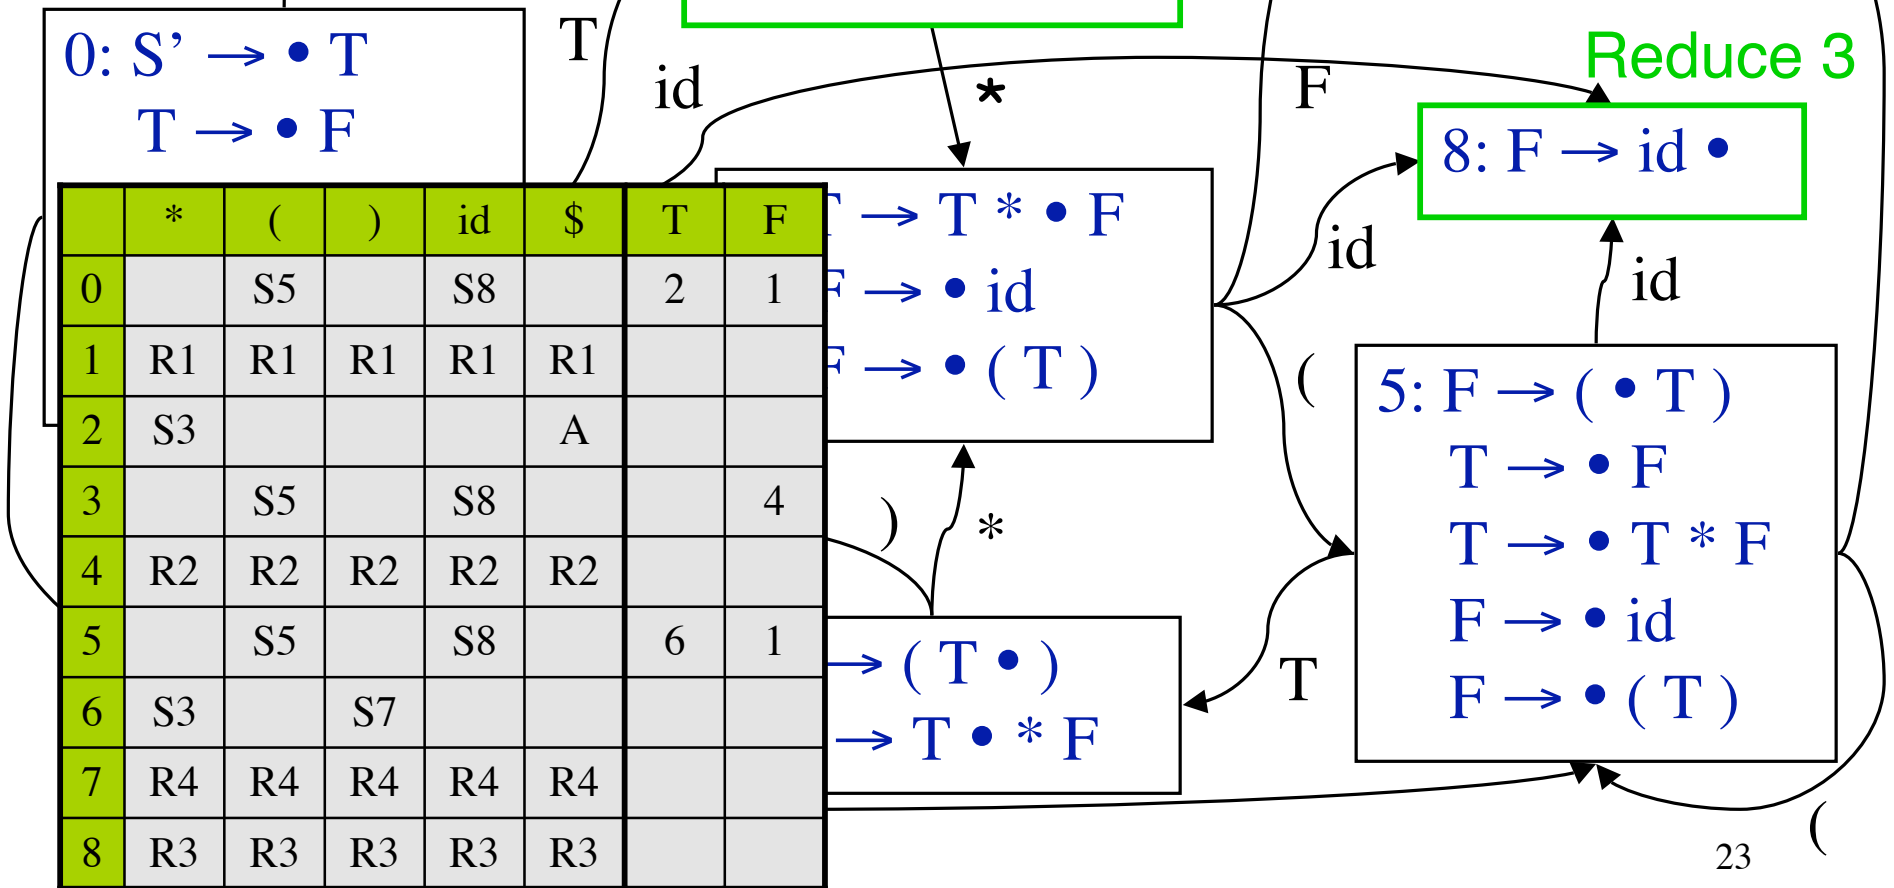 0: S’ → • T
T → • F
T
id
*
F
Reduce 3
8: F → id •
→ T * • F
→ • id
→ • ( T )
id
id
(
5: F → ( • T )
T → • F
T → • T * F
F → • id
F → • ( T )
)
*
→ ( T • )
→ T • * F
T
(
* ( ) id $ T F
0 S5 S8 2 1
1 R1 R1 R1 R1 R1
2 S3 A
3 S5 S8 4
4 R2 R2 R2 R2 R2
5 S5 S8 6 1
6 S3 S7
7 R4 R4 R4 R4 R4
8 R3 R3 R3 R3 R3
23